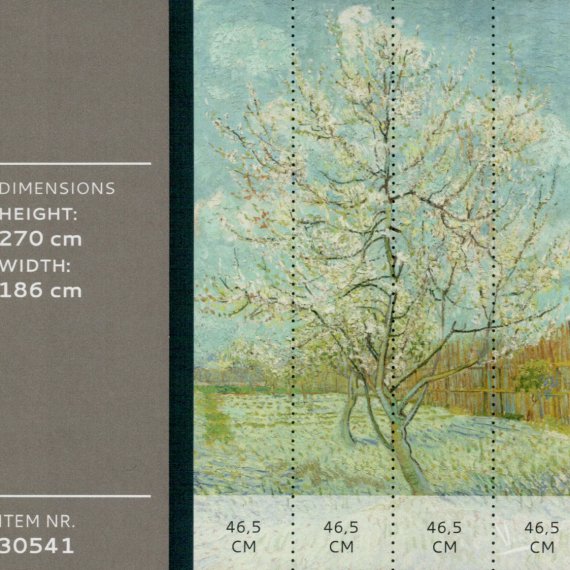 DIMENSIONS
HEIGHT:
270 cm
WIDTH:
186 cm
ITEM NR.
30541
46,5
CM
46,5
CM
46,5
CM
46,5
CM